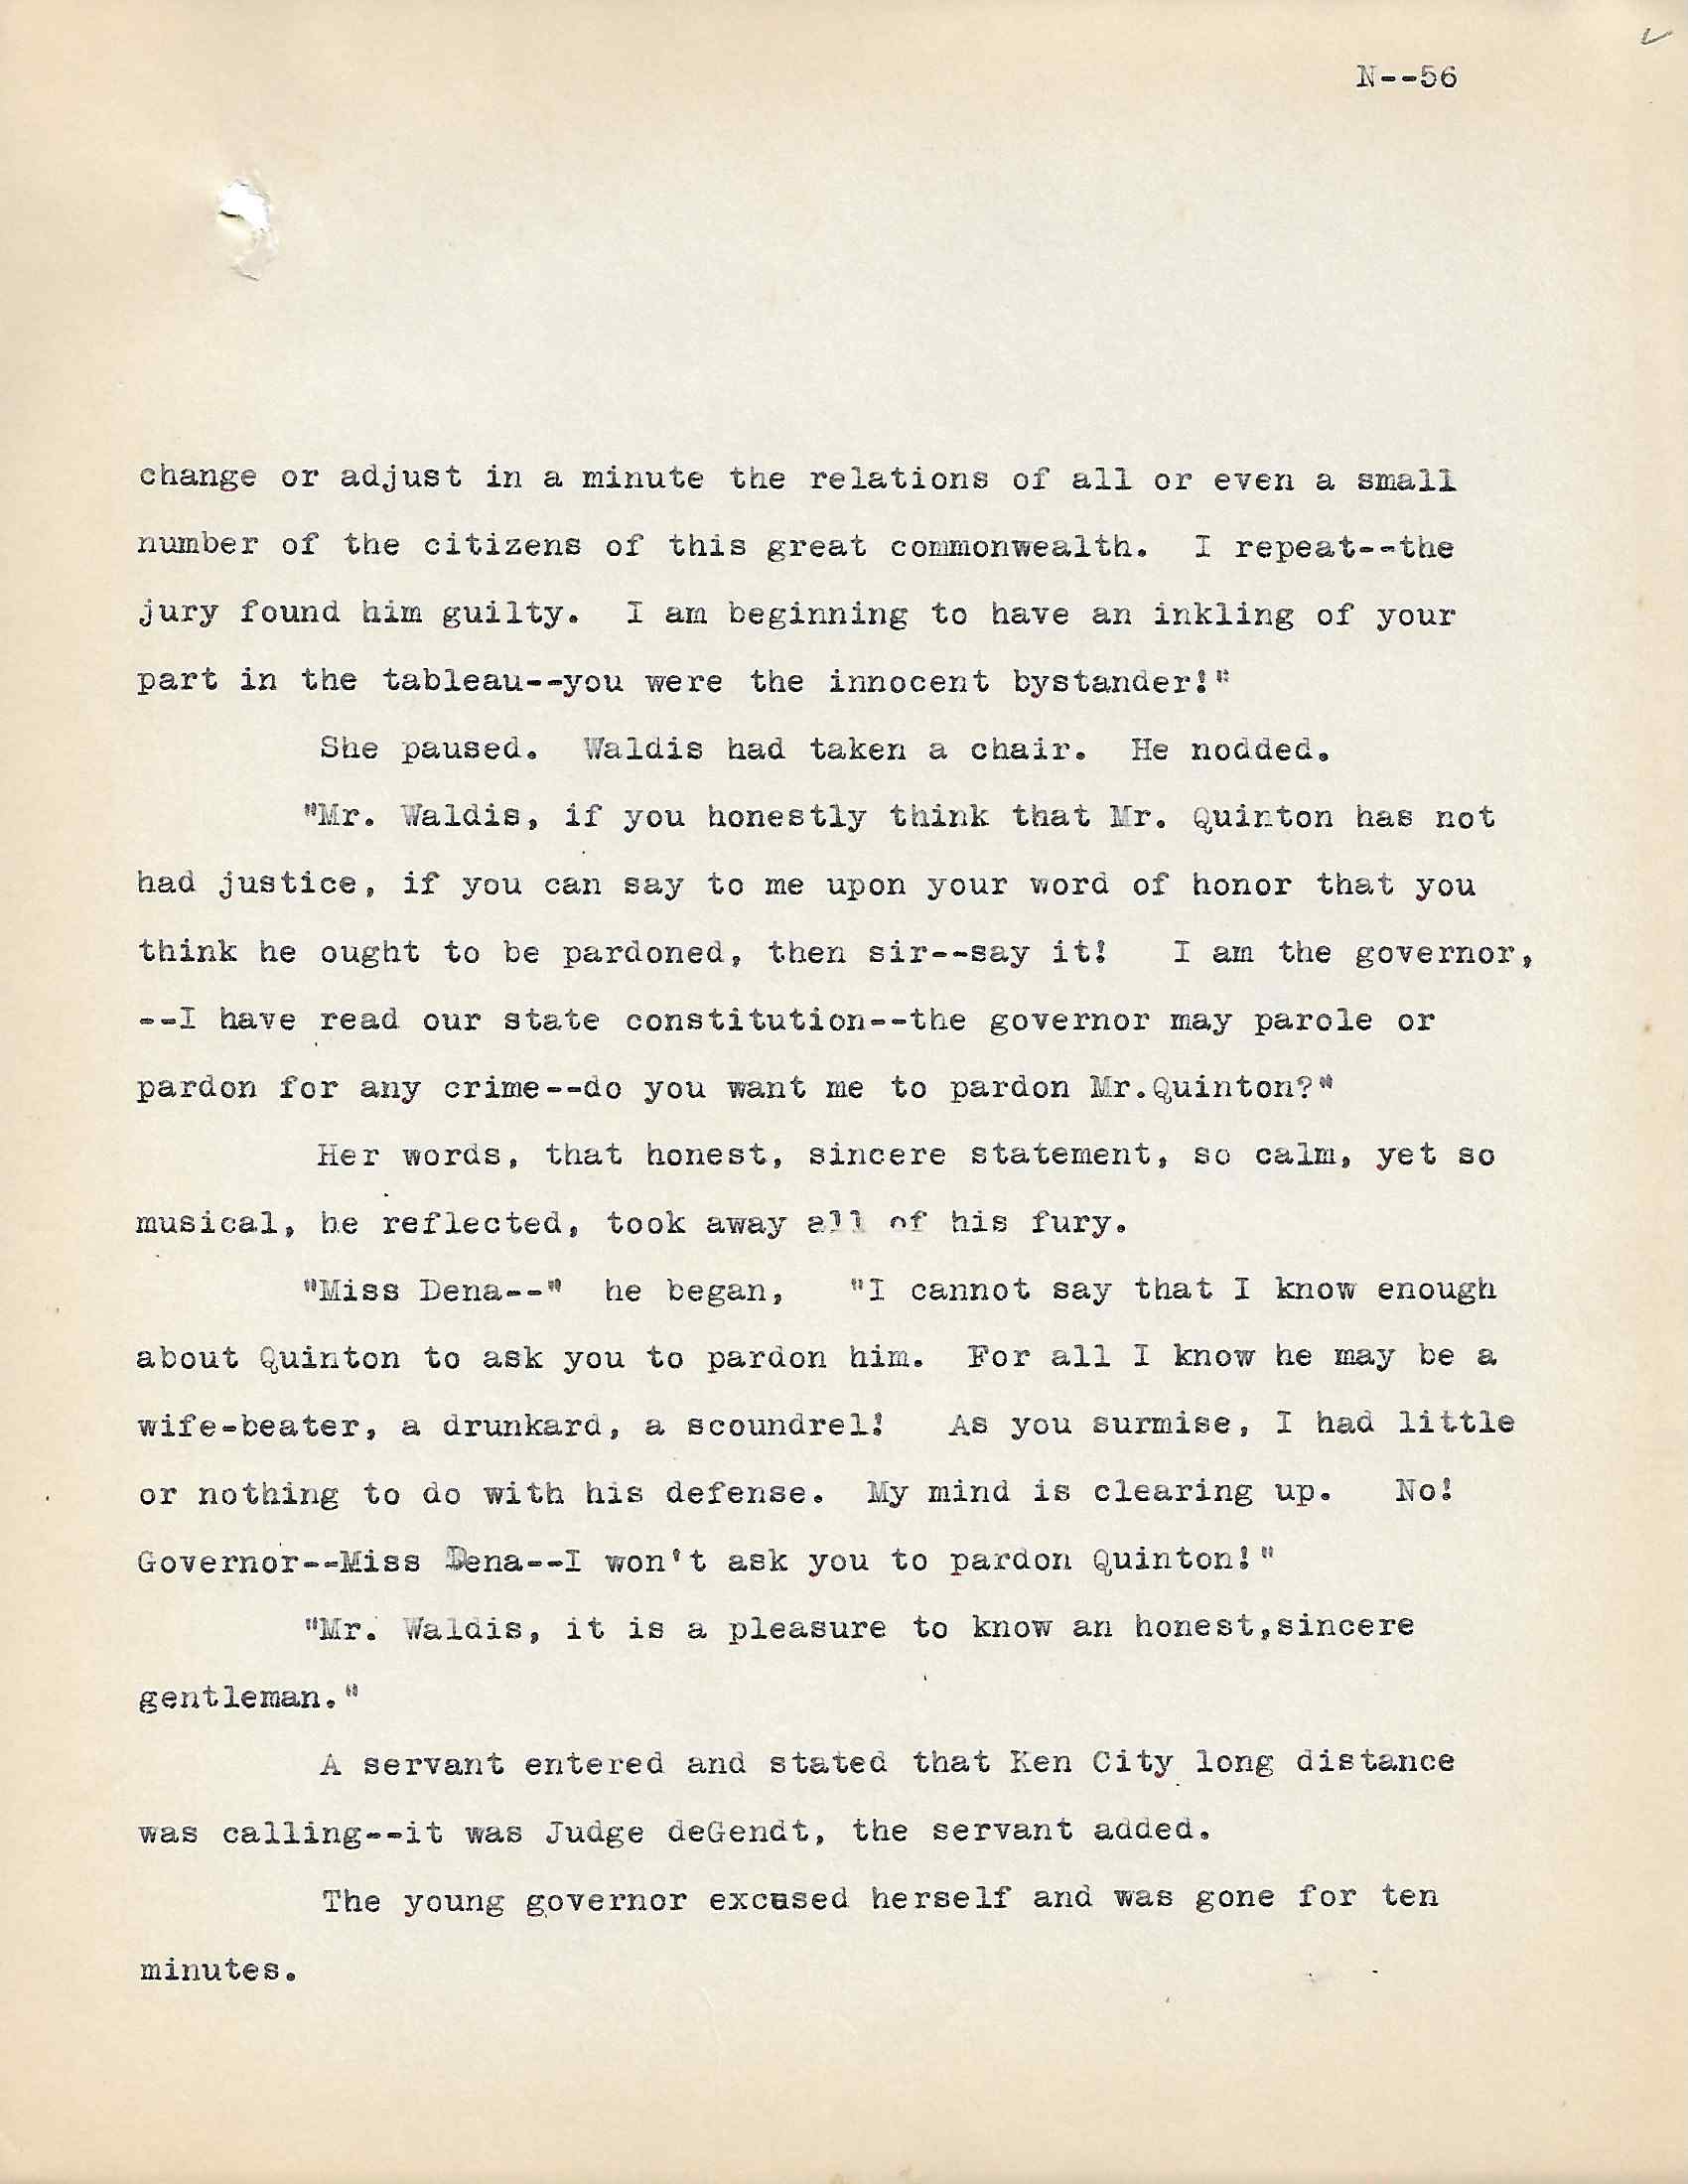 N--56
change or adjust in a minute the relations of all or even a small
number of the citizens of this great commonwealth.  I repeat--the
jury found him guilty.  I am beginning to have an inkling of your
part in the tableau--you were the innocent bystander!"
She paused.  Waldis had taken a chair.  He nodded.
"Mr. Waldis, if you honestly think that Mr. Quinton has not
had justice, if you can say to me upon your word of honor that you
think he ought to be pardoned, then sir--say it!   I am the governor,
--I have read our state constitution--the governor may parole or
pardon for any crime--do you want me to pardon Mr.Quinton?"
Her words, that honest, sincere statement, so calm, yet so
musical, he reflected, took away all of his fury.
"Miss Dena--"  he began,   "I cannot say that I know enough
about Quinton to ask you to pardon him.  For all I know he may be a
wife-beater, a drunkard, a scoundrel!   As you surmise, I had little
or nothing to do with his defense.  My mind is clearing up.   No!
Governor--Miss Dena--I won't ask you to pardon Quinton!"
"Mr. Waldis, it is a pleasure to know an honest,sincere
gentleman."
A servant entered and stated that Ken City long distance
was calling--it was Judge deGendt, the servant added.
The young governor excused herself and was gone for ten
minutes.